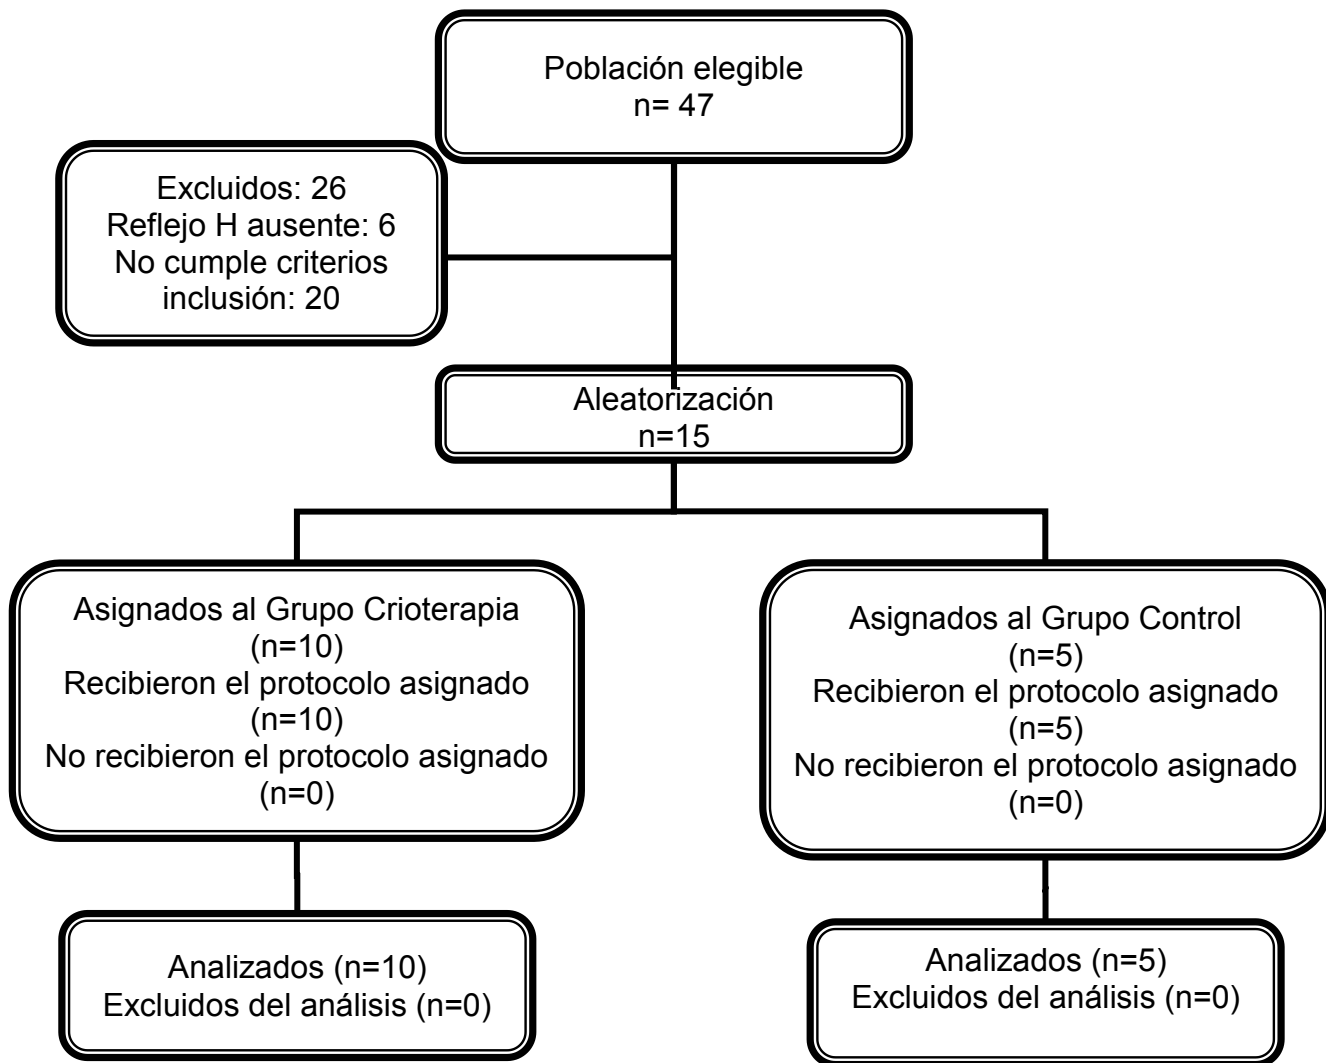 Población elegible
n= 47
Excluidos: 26
Reflejo H ausente: 6
No cumple criterios
inclusión: 20
Aleatorización
n=15
Asignados al Grupo Crioterapia
(n=10)
Recibieron el protocolo asignado
(n=10)
No recibieron el protocolo asignado
(n=0)
Asignados al Grupo Control
(n=5)
Recibieron el protocolo asignado
(n=5)
No recibieron el protocolo asignado
(n=0)
Analizados (n=10)
Excluidos del análisis (n=0)
Analizados (n=5)
Excluidos del análisis (n=0)